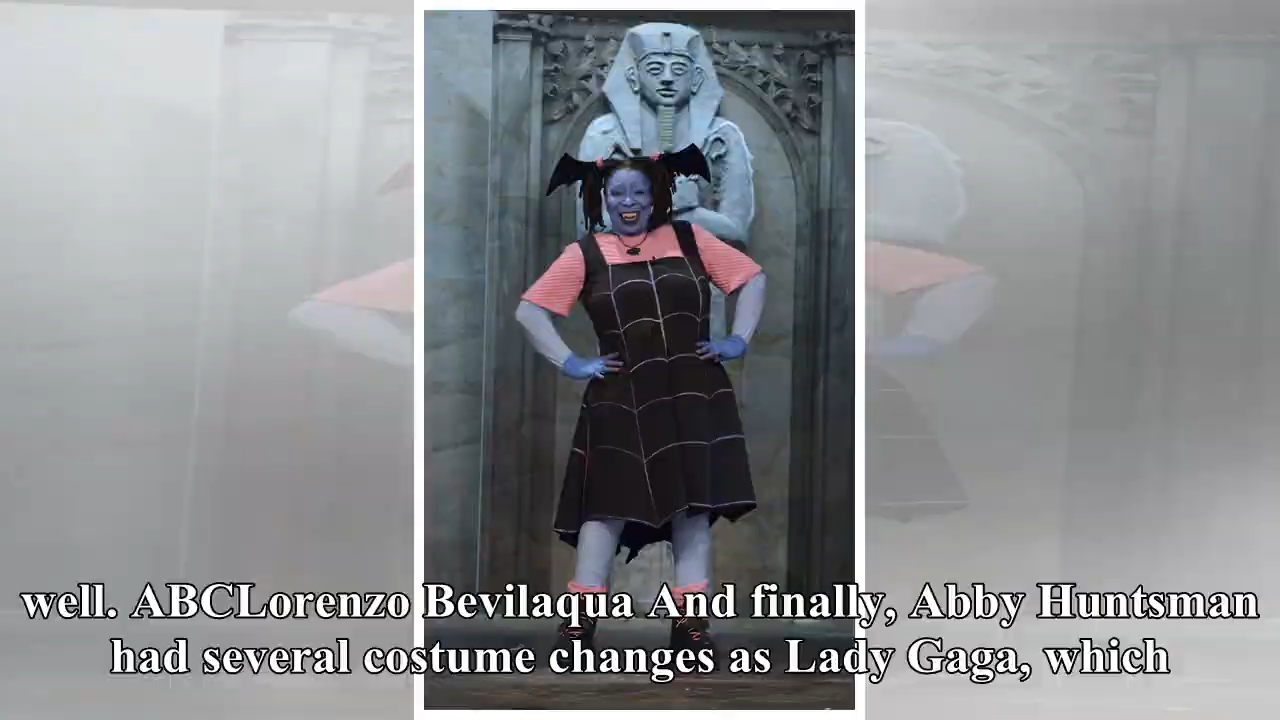 well. ABCLorenzo Bevilaqua And finally, Abby Huntsman
had several costume changes as Lady Gaga, which